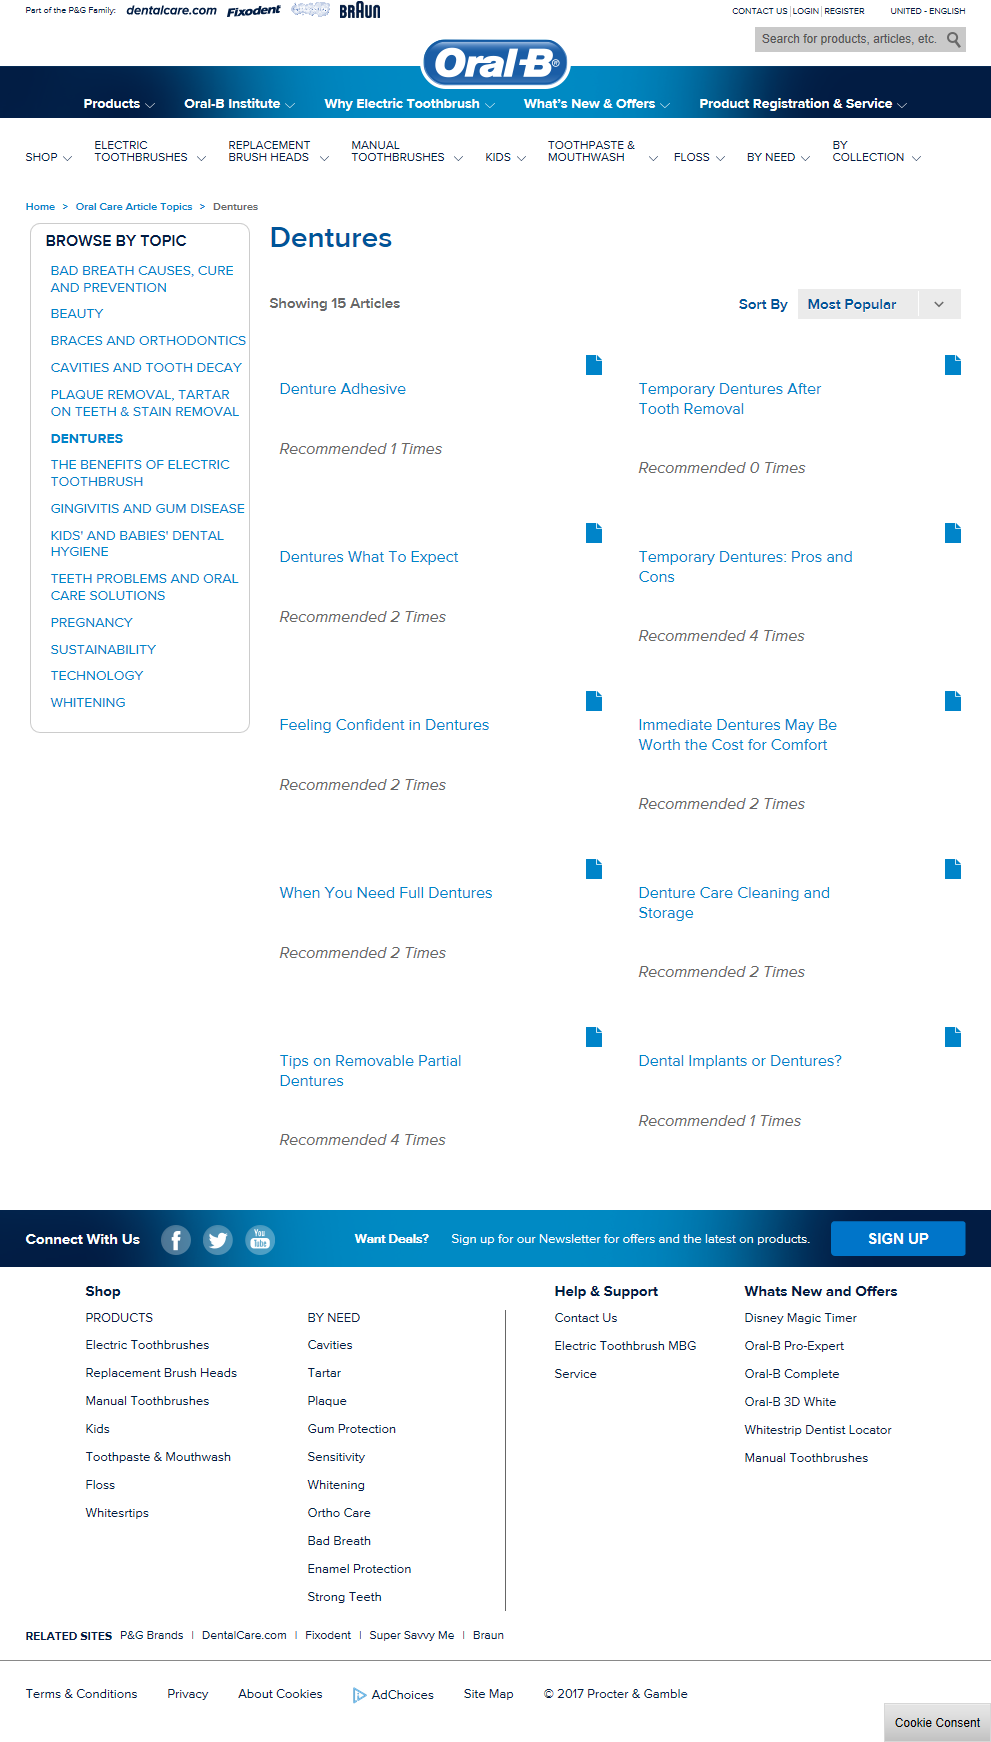 Part of the P&G Family: dentalcare.com Fixodent BRAUN
CONTACT US | LOGIN | REGISTER UNITED - ENGLISH
Search for products, articles, etc.
Oral-B®
Products Oral-B Institute Why Electric Toothbrush What's New & Offers Product Registration & Service
SHOP
ELECTRIC
TOOTHBRUSHES
REPLACEMENT
BRUSH HEADS
MANUAL
TOOTHBRUSHES
KIDS
TOOTHPASTE &
MOUTHWASH
FLOSS
BY NEED
BY
COLLECTION
Home > Oral Care Article Topics > Dentures
BROWSE BY TOPIC
BAD BREATH CAUSES, CURE
AND PREVENTION
BEAUTY
BRACES AND ORTHODONTICS
CAVITIES AND TOOTH DECAY
PLAQUE REMOVAL, TARTAR
ON TEETH & STAIN REMOVAL
DENTURES
THE BENEFITS OF ELECTRIC
TOOTHBRUSH
GINGIVITIS AND GUM DISEASE
KIDS' AND BABIES' DENTAL
HYGIENE
TEETH PROBLEMS AND ORAL
CARE SOLUTIONS
PREGNANCY
SUSTAINABILITY
TECHNOLOGY
WHITENING
Dentures
Showing 15 Articles
Sort By Most Popular
Denture Adhesive
Recommended 1 Times
Temporary Dentures After
Tooth Removal
Recommended 0 Times
Dentures What To Expect
Recommended 2 Times
Temporary Dentures: Pros and
Cons
Recommended 4 Times
Feeling Confident in Dentures
Recommended 2 Times
Immediate Dentures May Be
Worth the Cost for Comfort
Recommended 2 Times
When You Need Full Dentures
Recommended 2 Times
Denture Care Cleaning and
Storage
Recommended 2 Times
Tips on Removable Partial
Dentures
Recommended 4 Times
Dental Implants or Dentures?
Recommended 1 Times
Connect With Us
You
Tube
Want Deals? Sign up for our Newsletter for offers and the latest on products.
SIGN UP
Shop
PRODUCTS
Electric Toothbrushes
Replacement Brush Heads
Manual Toothbrushes
Kids
Toothpaste & Mouthwash
Floss
Whitesrtips
BY NEED
Cavities
Tartar
Plaque
Gum Protection
Sensitivity
Whitening
Ortho Care
Bad Breath
Enamel Protection
Strong Teeth
Help & Support
Contact Us
Electric Toothbrush MBG
Service
Whats New and Offers
Disney Magic Timer
Oral-B Pro-Expert
Oral-B Complete
Oral-B 3D White
Whitestrip Dentist Locator
Manual Toothbrushes
RELATED SITES P&G Brands | DentalCare.com | Fixodent | Super Savvy Me | Braun
Terms & Conditions Privacy About Cookies AdChoices Site Map © 2017 Procter & Gamble
Cookie Consent